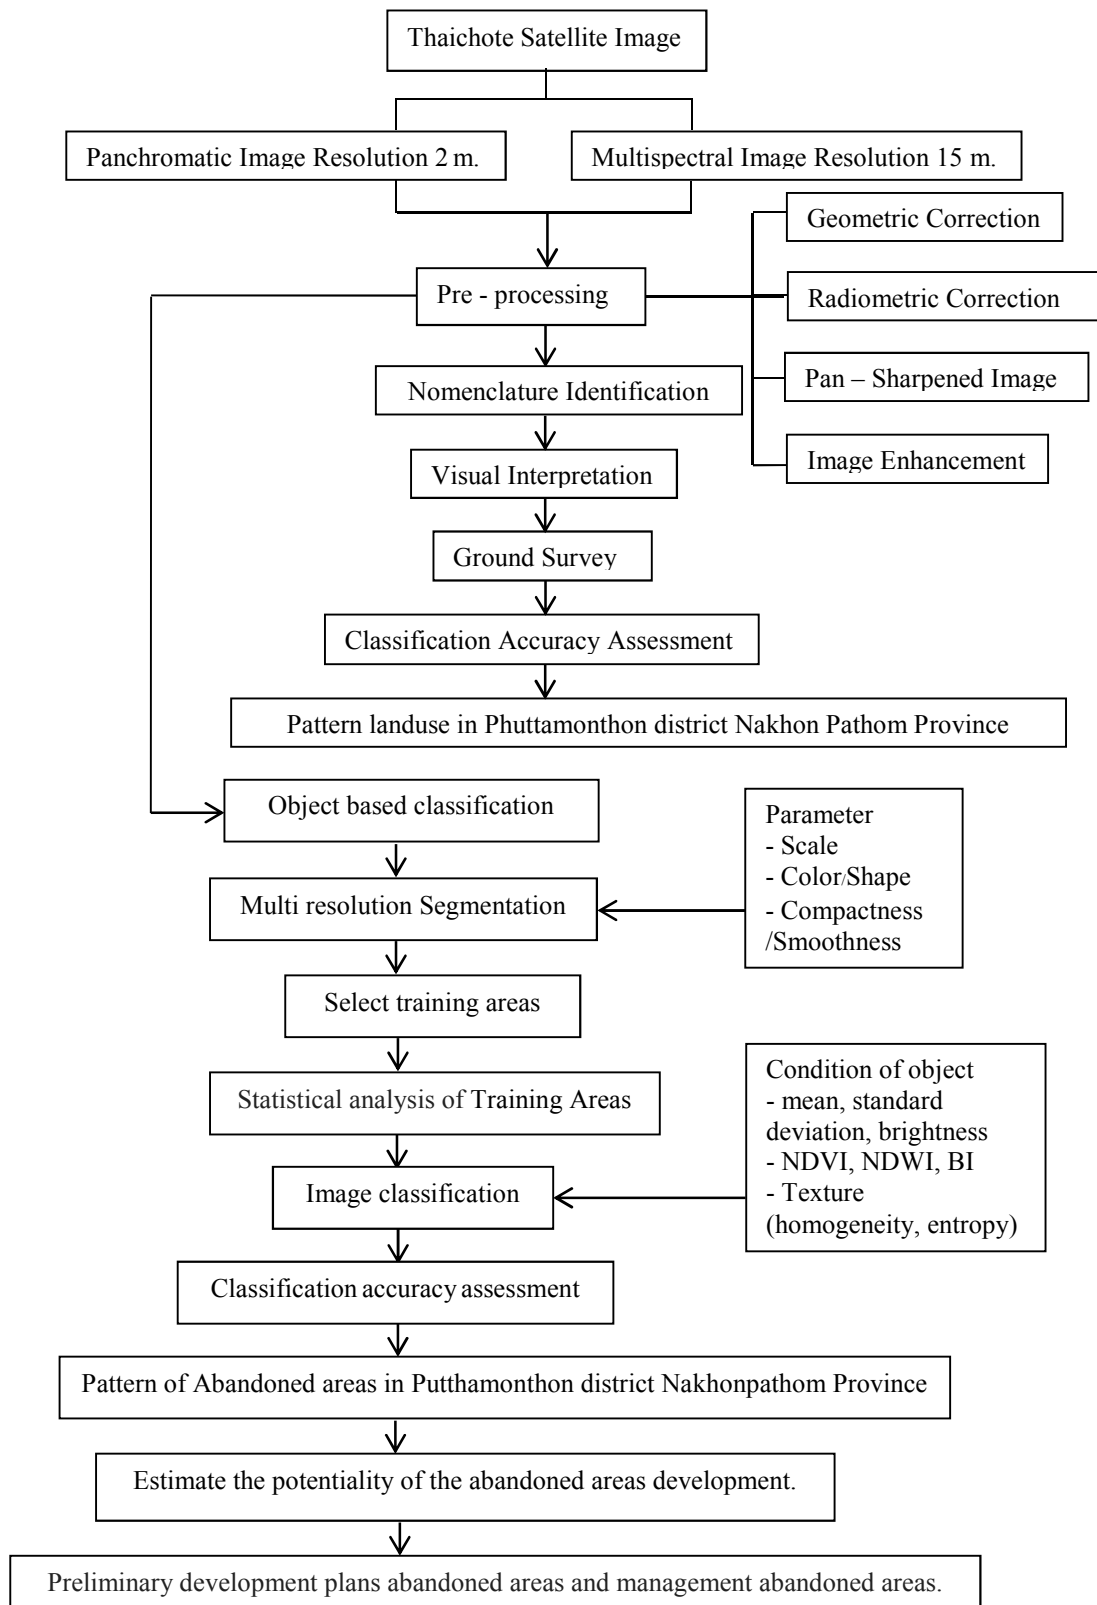 Thaichote Satellite Image
Panchromatic Image Resolution 2 m.
Multispectral Image Resolution 15 m.
Geometric Correction
Pre - processing
Radiometric Correction
Nomenclature Identification
Pan – Sharpened Image
Visual Interpretation
Image Enhancement
Ground Survey
Classification Accuracy Assessment
Pattern landuse in Phuttamonthon district Nakhon Pathom Province
Object based classification
Parameter
- Scale
- Color/Shape
- Compactness
/Smoothness
Multi resolution Segmentation
Select training areas
Statistical analysis of Training Areas
Condition of object
- mean, standard
deviation, brightness
- NDVI, NDWI, BI
- Texture
(homogeneity, entropy)
Image classification
Classification accuracy assessment
Pattern of Abandoned areas in Putthamonthon district Nakhonpathom Province
Estimate the potentiality of the abandoned areas development.
Preliminary development plans abandoned areas and management abandoned areas.